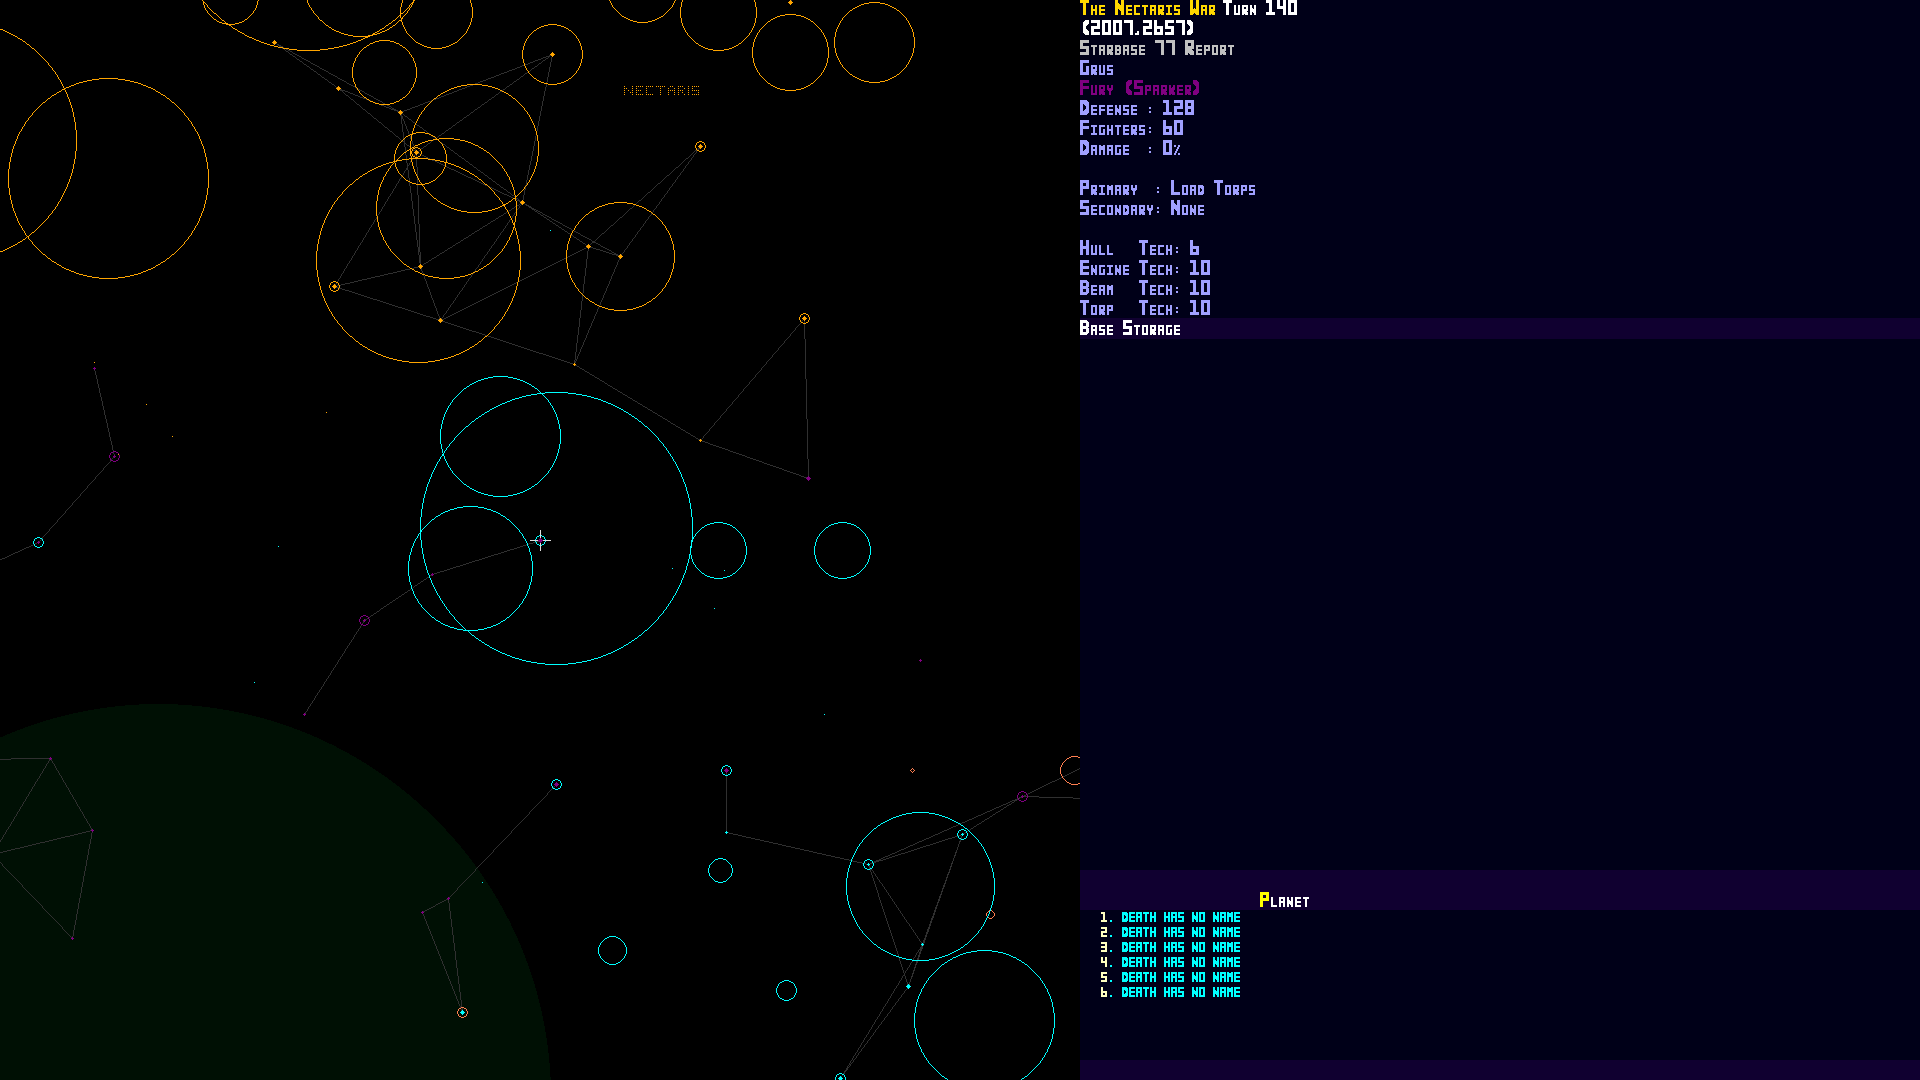 NECTARIS
The Nectaris War Turn 140
(2007,2657)
Starbase 77 Report
Grus
Fury (Sparker)
Defense : 128
Fighters: 60
Damage  : 0%
Primary  : Load Torps
Secondary: None
Hull   Tech: 6
Engine Tech: 10
Beam   Tech: 10
Torp   Tech: 10
Base Storage
Planet
1. DEATH HAS NO NAME
2. DEATH HAS NO NAME
3. DEATH HAS NO NAME
4. DEATH HAS NO NAME
5. DEATH HAS NO NAME
6. DEATH HAS NO NAME